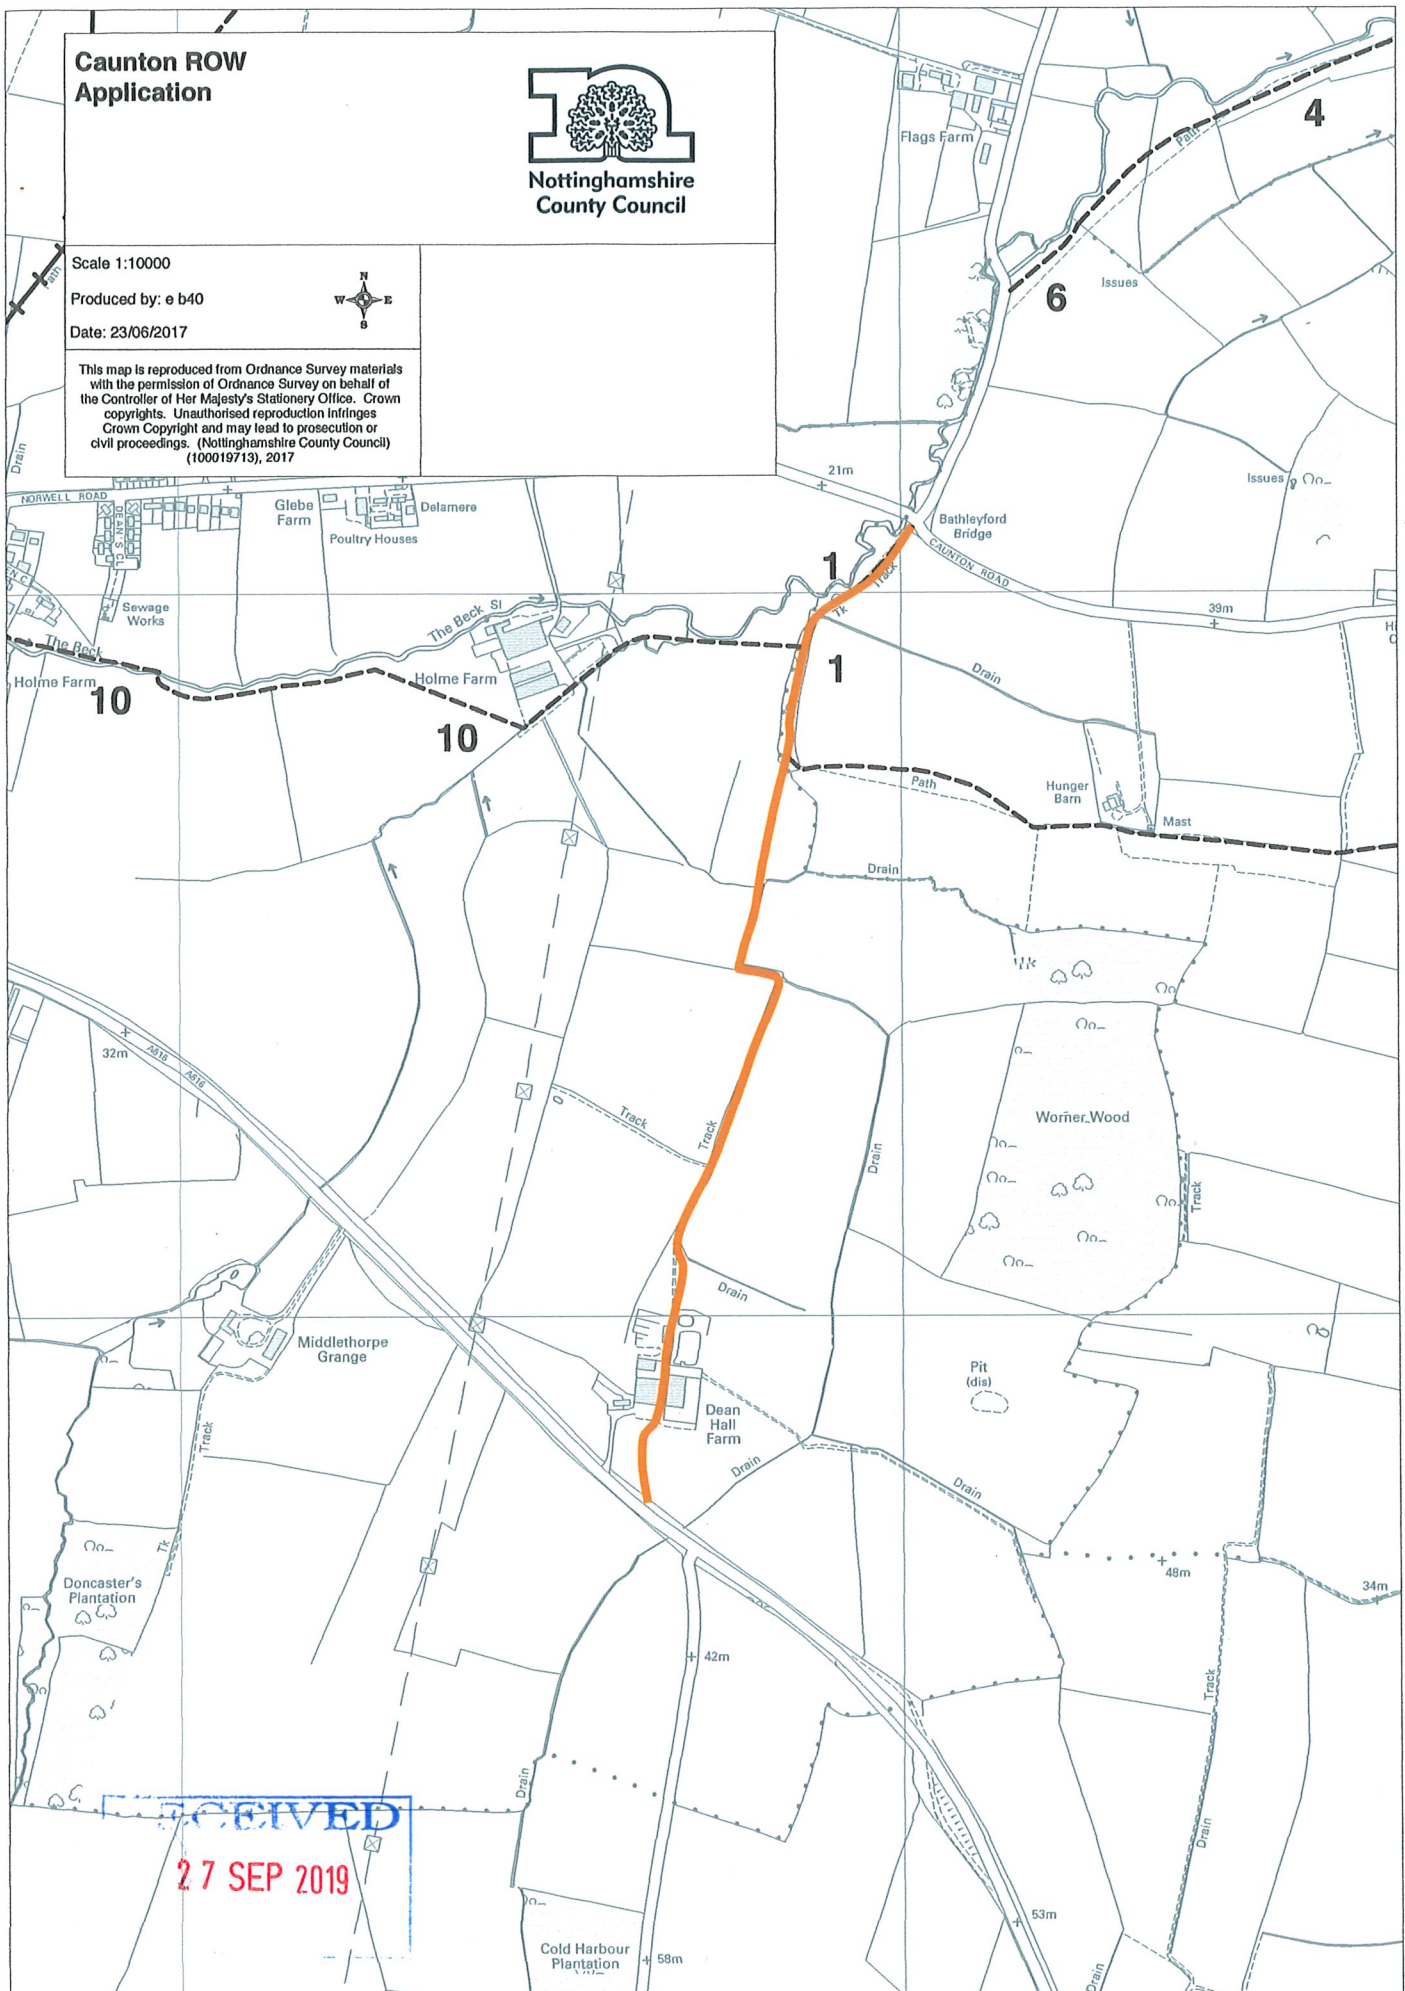 Caunton ROW
Application
Nottinghamshire
County Council
Scale 1:10000
N
W E
S
Produced by: e b40
Date: 23/06/2017
This map is reproduced from Ordnance Survey materials
with the permission of Ordnance Survey on behalf of
the Controller of Her Majesty's Stationery Office. Crown
copyrights. Unauthorised reproduction infringes
Crown Copyright and may lead to prosecution or
civil proceedings. (Nottinghamshire County Council)
(100019713), 2017
Flags Farm
Path
4
6
Issues
Path
Drain
21m
Issues
NORWELL ROAD
DEAN'S CL
Glebe
Farm
Delamere
Poultry Houses
Bathleyford
Bridge
CAUNTON ROAD
1
Track
Tk
39m
Sewage
Works
The Beck
The Beck
Sl
Holme Farm
10
Holme Farm
10
1
Drain
Path
Hunger
Barn
Mast
Drain
32m
A616
A616
Track
Track
Drain
Worner Wood
Track
Drain
Middlethorpe
Grange
Pit
(dis)
Dean
Hall
Farm
Track
Drain
Drain
Tk
Doncaster's
Plantation
48m
34m
42m
Track
Drain
Drain
RECEIVED
27 SEP 2019
53m
Cold Harbour
Plantation
58m
Drain